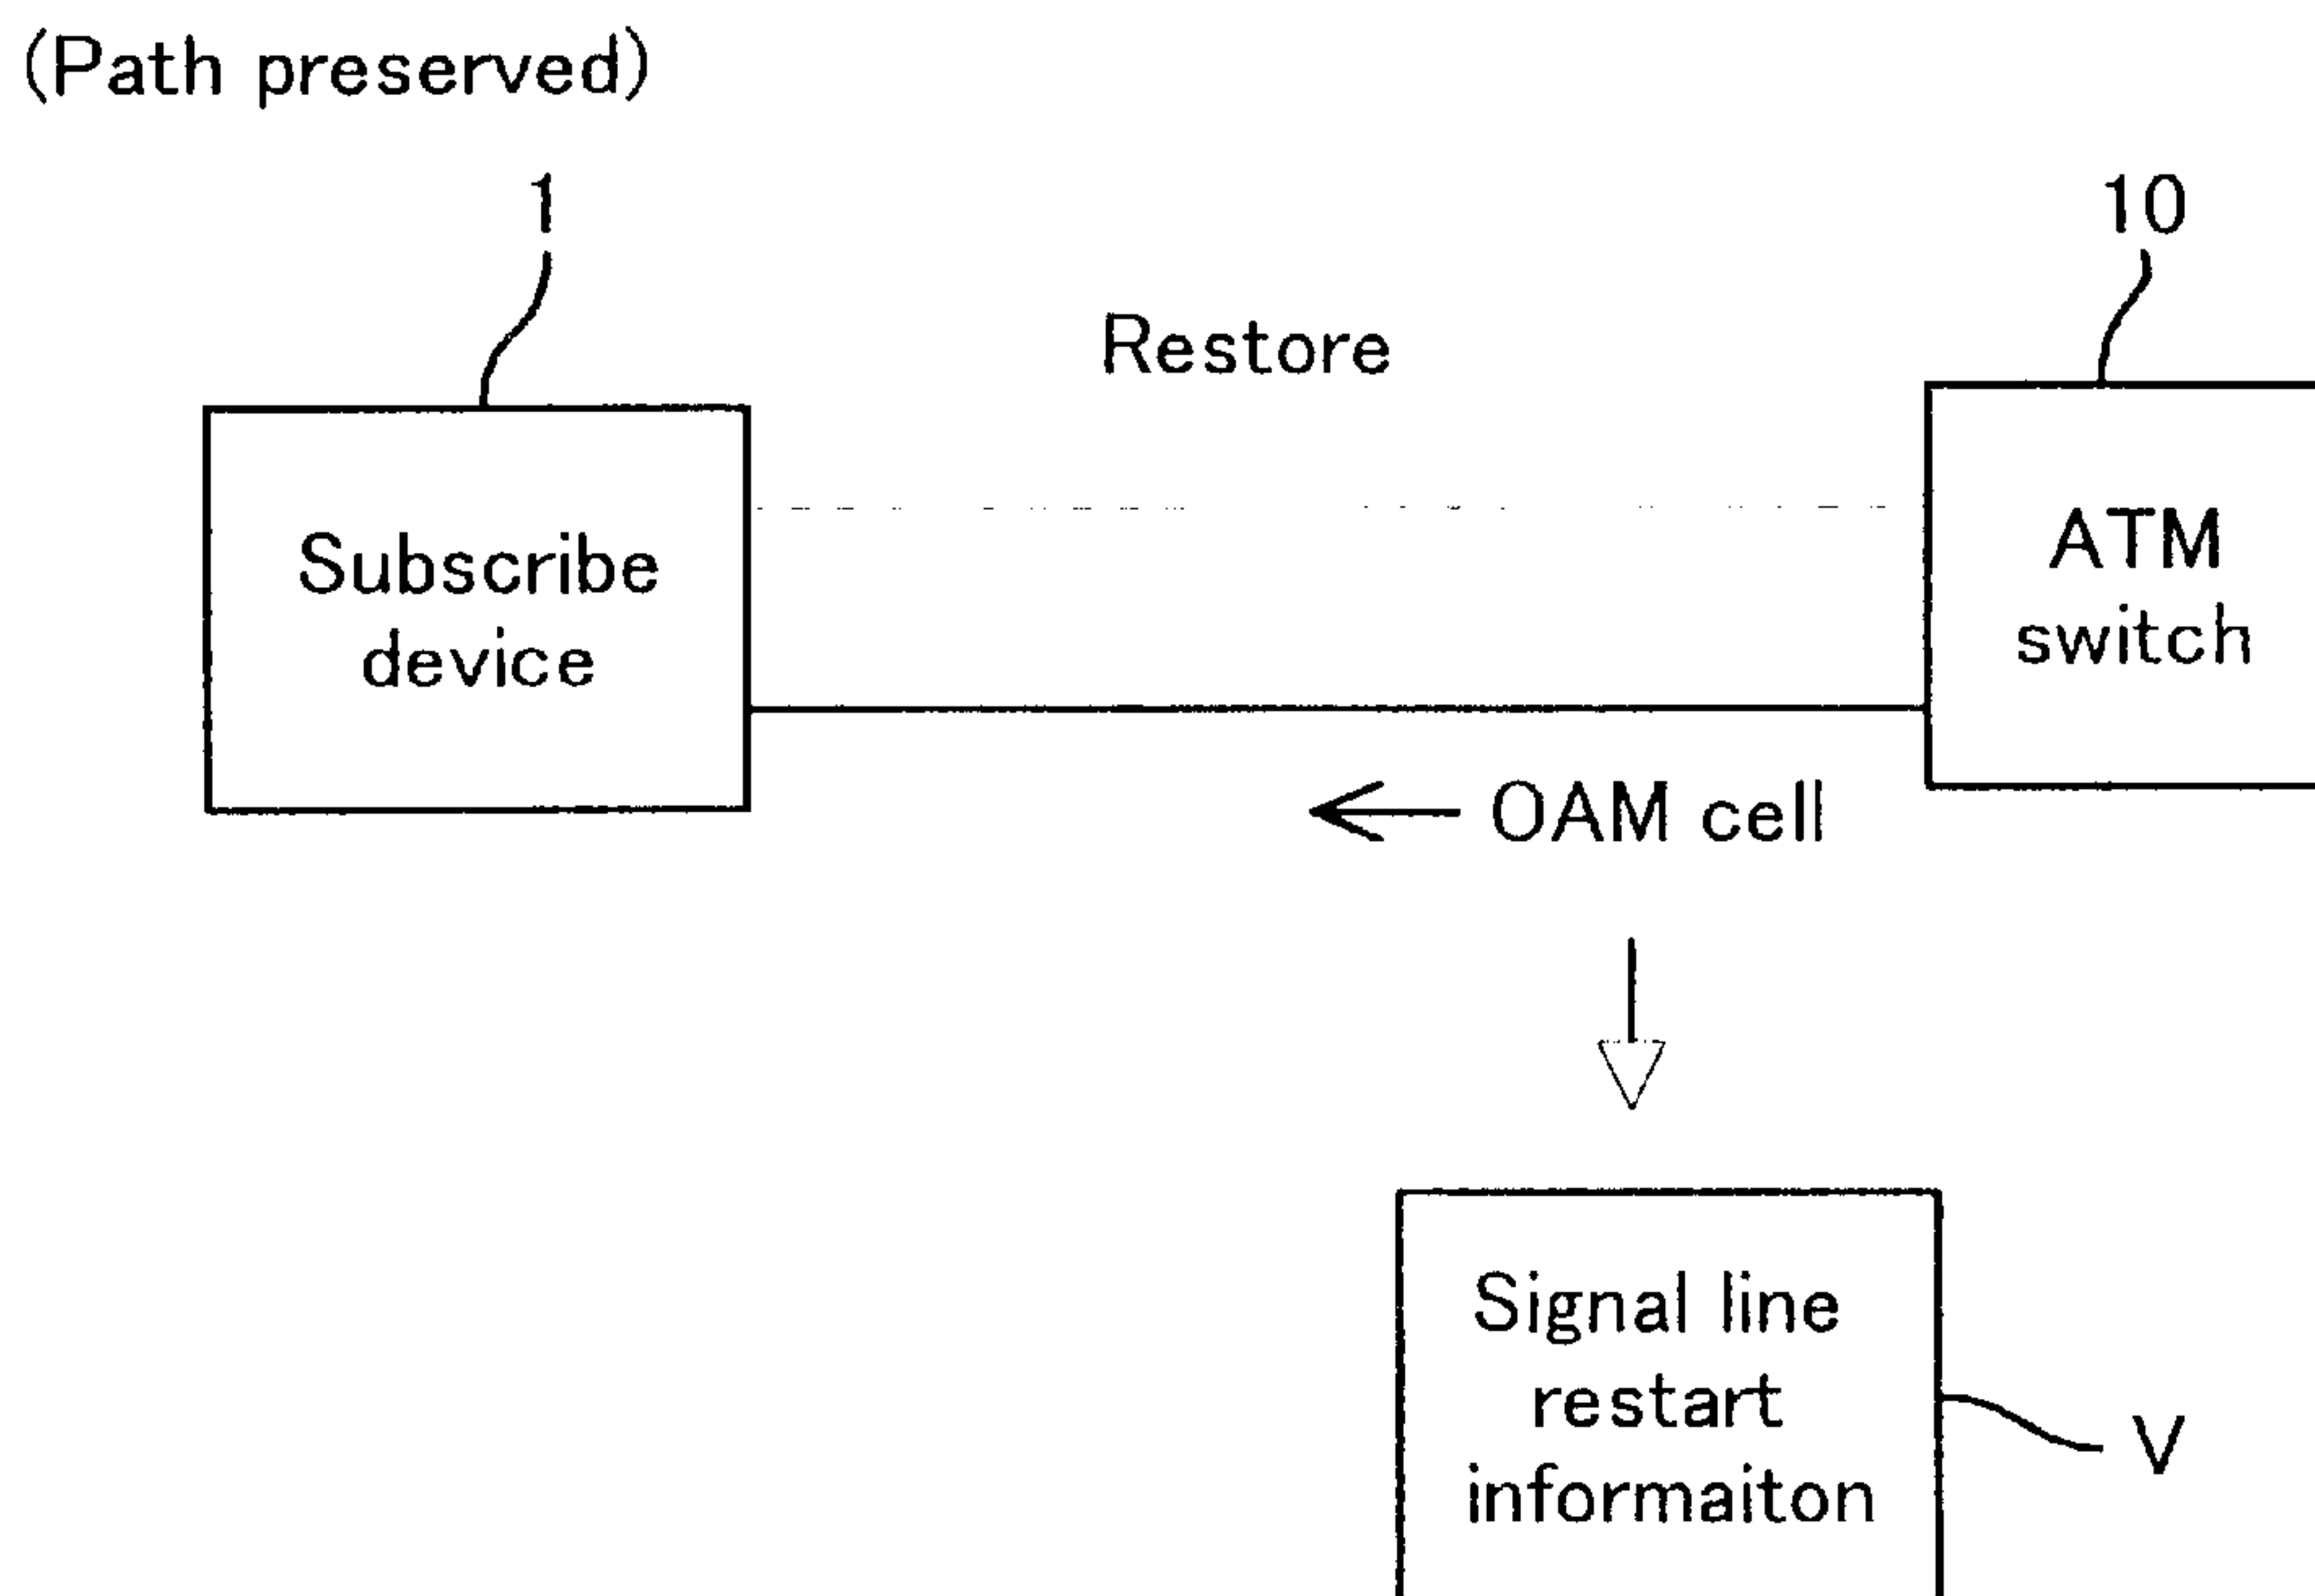 (Path preserved)
1
10
Restore
Subscribe
device
ATM
switch
OAM cell
Signal line
restart
informaiton
V